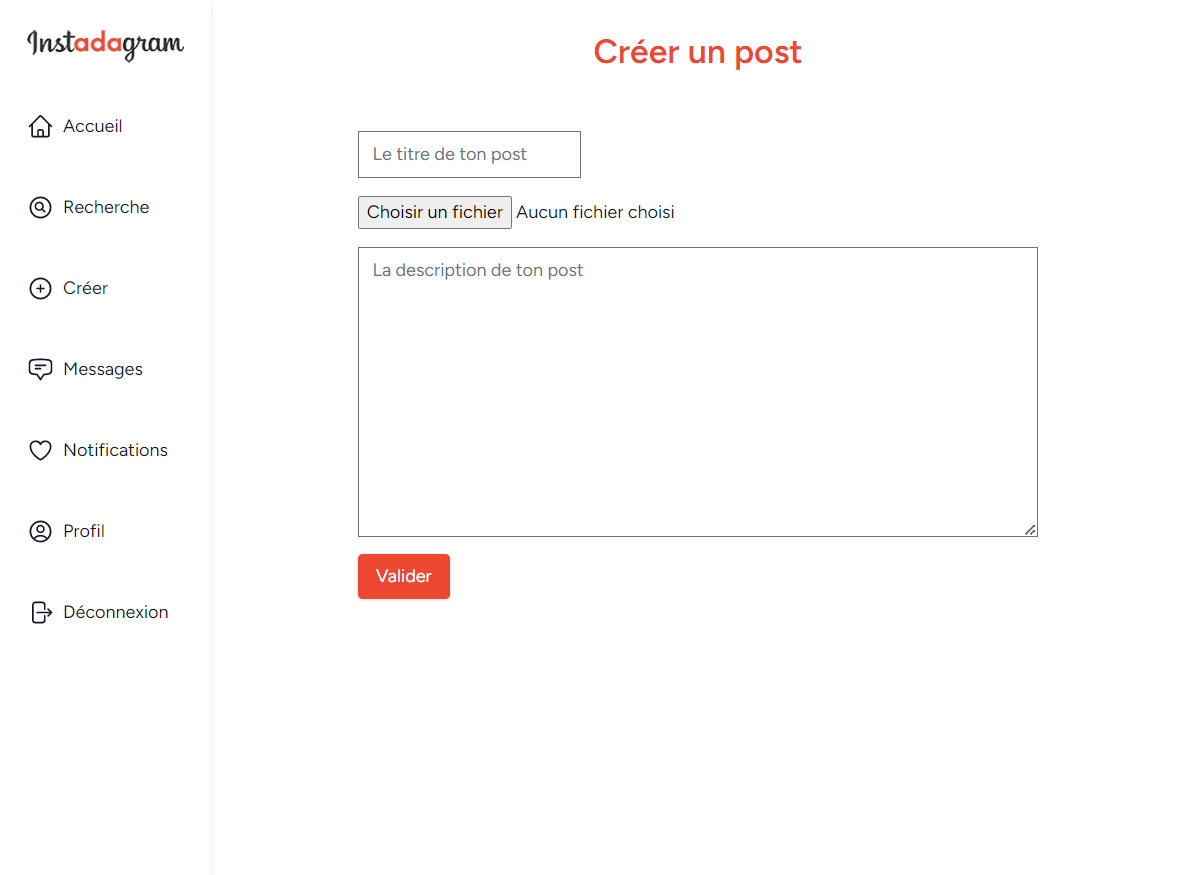 Instadagram
Accueil
Recherche
Créer
Messages
Notifications
Profil
Déconnexion
Créer un post
Le titre de ton post
Choisir un fichier Aucun fichier choisi
La description de ton post
Valider